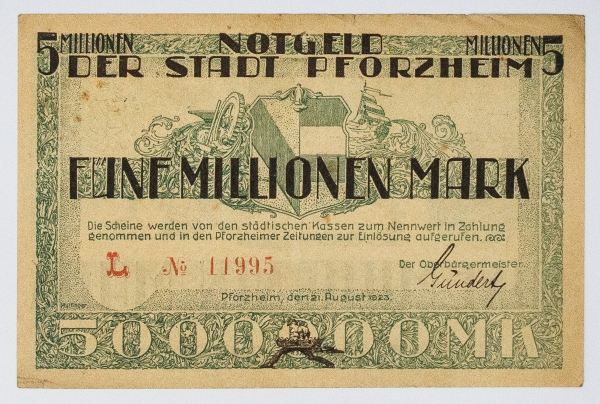 5 MILLIONEN NOTGELD MILLIONEN 5
DER STADT PFORZHEIM
FÜNF MILLIONEN MARK
Die Scheine werden von den städtischen Kassen zum Nennwert in Zahlung
genommen und in den Pforzheimer Zeitungen zur Einlösung aufgerufen.
L № 11995
Der Oberbürgermeister
Gündert
Pforzheim, den 21. August 1923.
5000000 MK